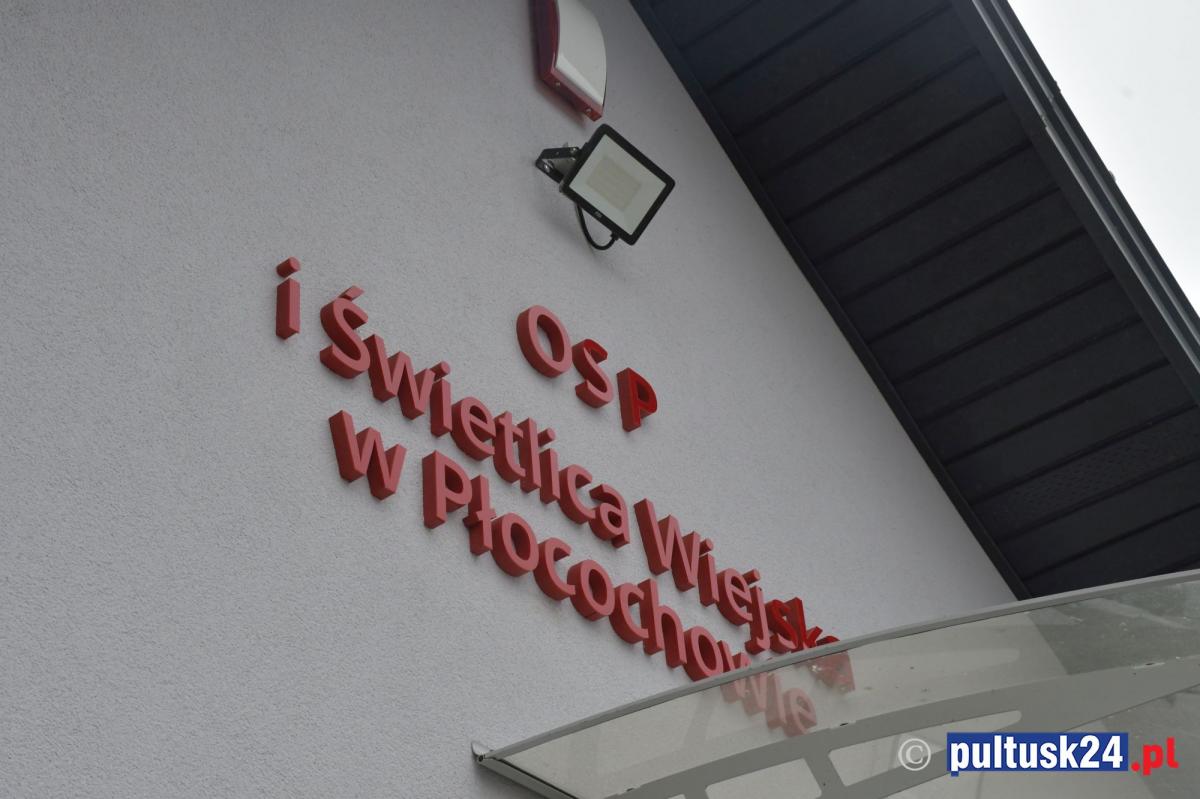 OSP
i Świetlica Wiejska
w Płocochowie
© pultusk24.pl